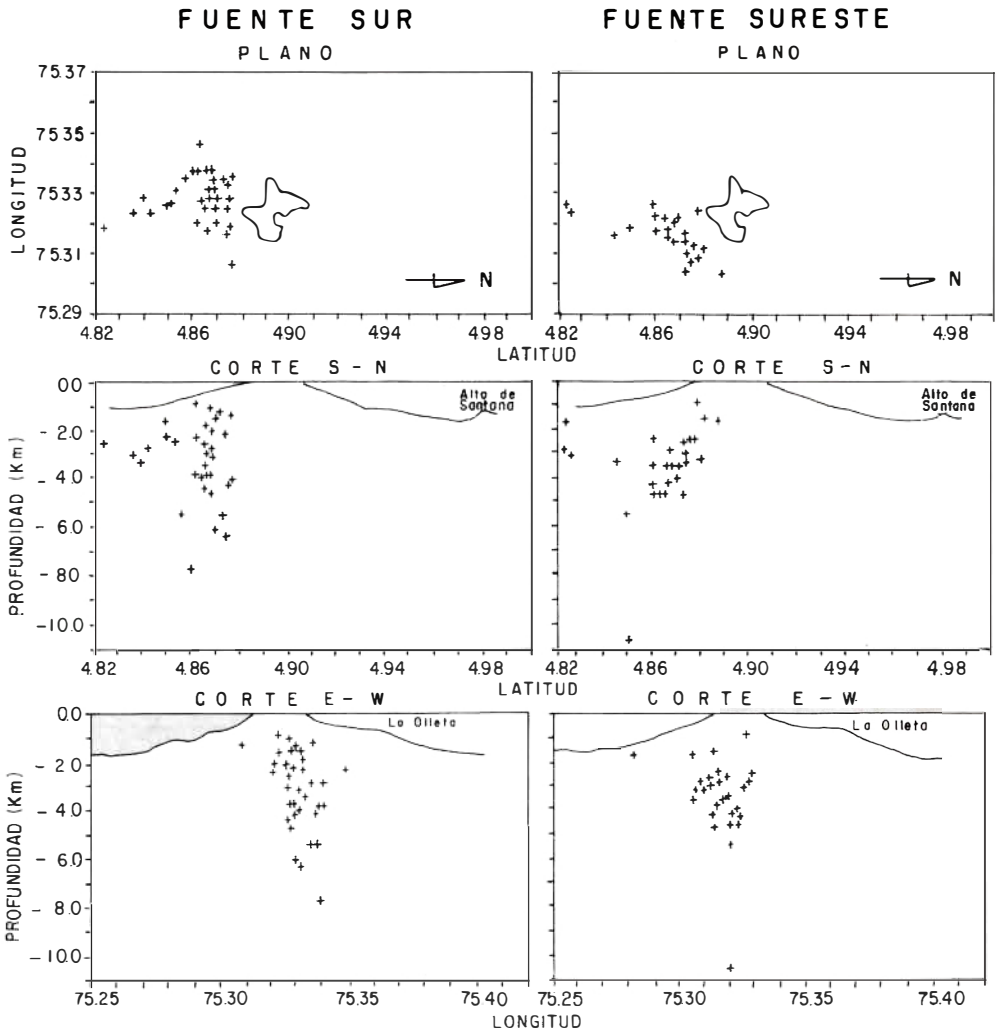 FUENTE SUR
FUENTE SURESTE
PLANO
PLANO
LONGITUD
75.37
75.35
75.33
75.31
75.29
N
N
4.82
4.86
4.90
4.94
4.98
4.82
4.86
4.90
4.94
4.98
LATITUD
CORTE S-N
CORTE S-N
PROFUNDIDAD (Km)
0.0
-2.0
-4.0
-6.0
-8.0
-10.0
Alto de
Santana
Alto de
Santana
4.82
4.86
4.90
4.94
4.98
4.82
4.86
4.90
4.94
4.98
LATITUD
CORTE E-W
CORTE E-W
PROFUNDIDAD (Km)
0.0
-2.0
-4.0
-6.0
-8.0
-10.0
La Olleta
La Olleta
75.25
75.30
75.35
75.40
75.25
75.30
75.35
75.40
LONGITUD